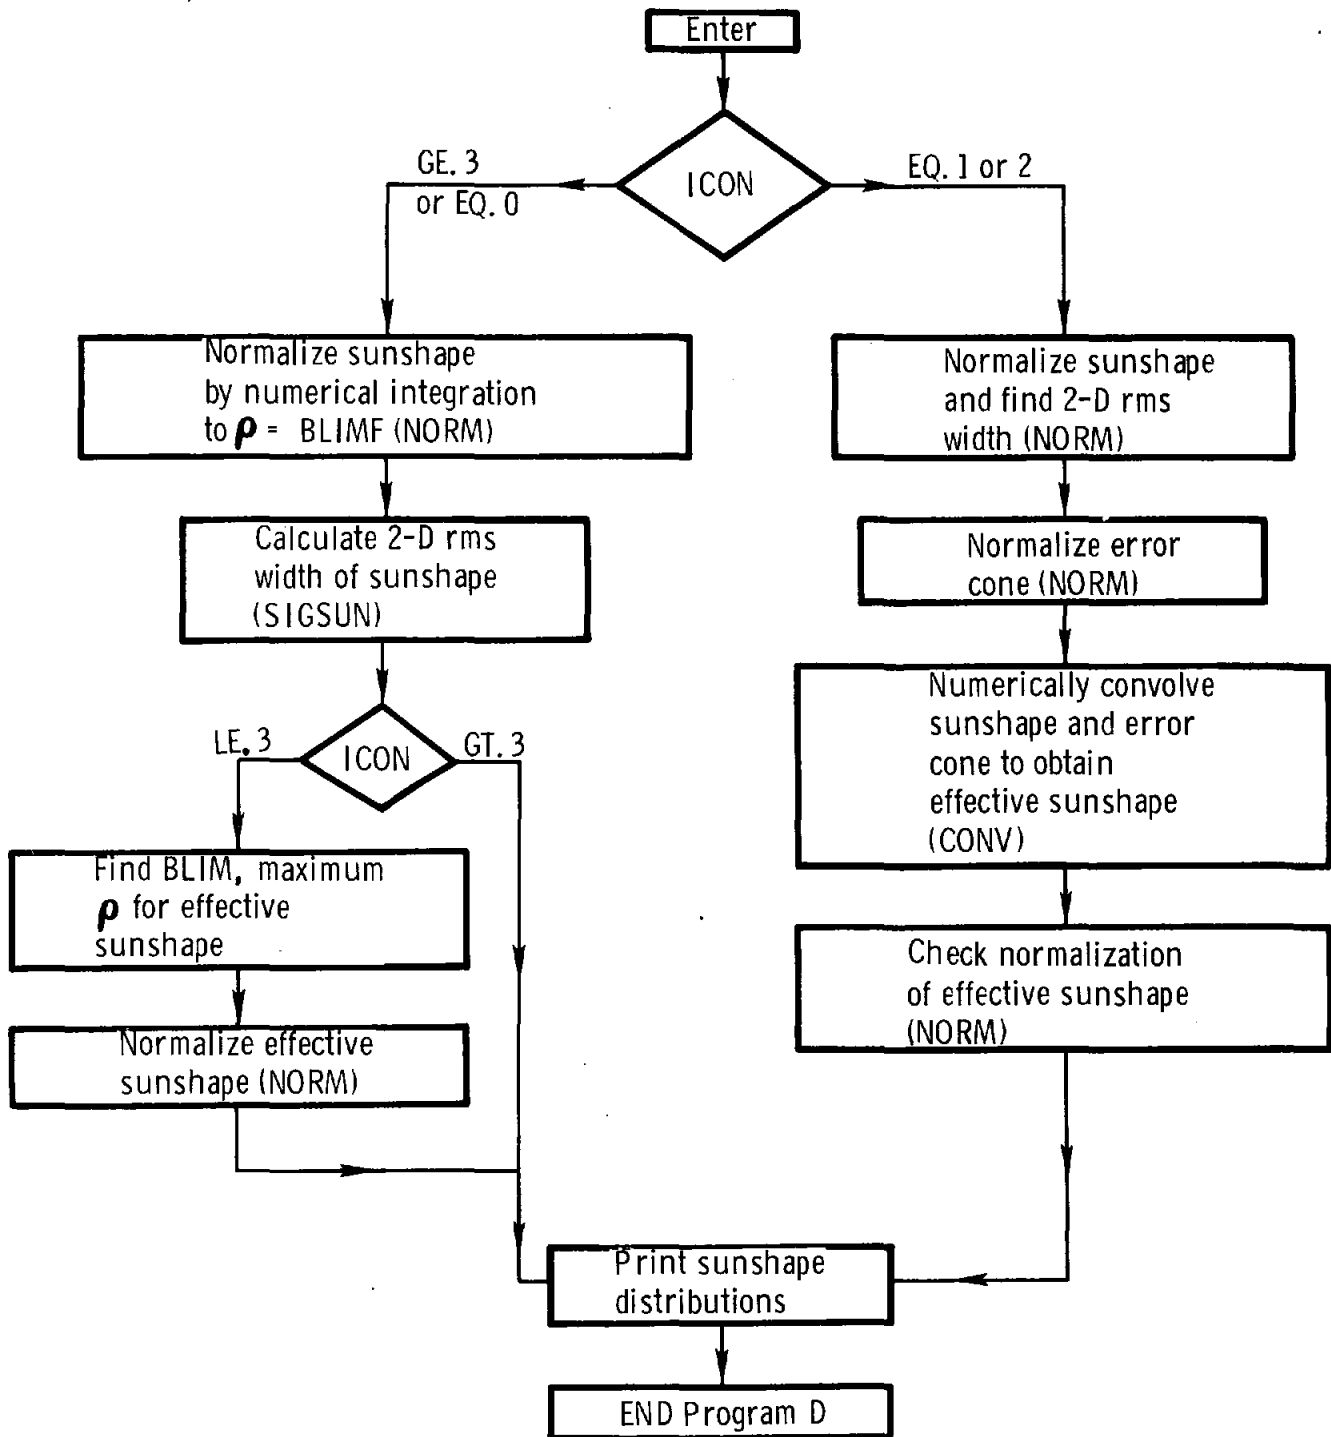 Enter
ICON
GE. 3
or EQ. 0
EQ. 1 or 2
Normalize sunshape
by numerical integration
to ρ = BLIMF (NORM)
Calculate 2-D rms
width of sunshape
(SIGSUN)
ICON
LE. 3
GT. 3
Find BLIM, maximum
ρ for effective
sunshape
Normalize effective
sunshape (NORM)
Normalize sunshape
and find 2-D rms
width (NORM)
Normalize error
cone (NORM)
Numerically convolve
sunshape and error
cone to obtain
effective sunshape
(CONV)
Check normalization
of effective sunshape
(NORM)
Print sunshape
distributions
END Program D